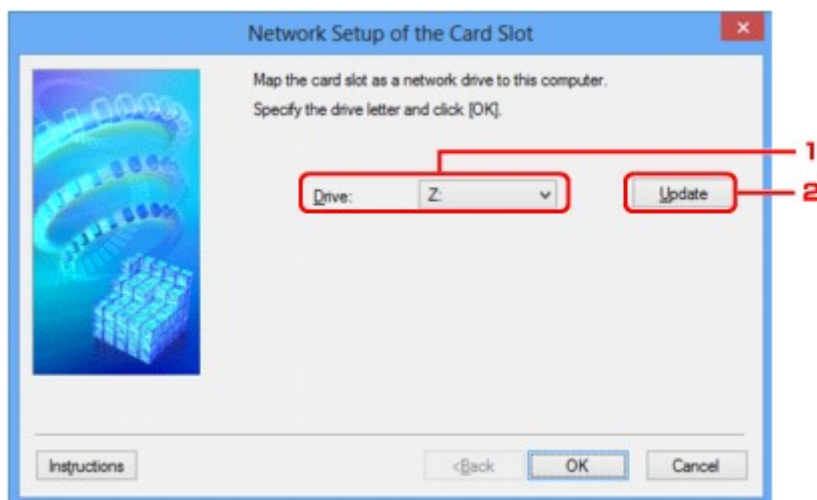 Network Setup of the Card Slot
Map the card slot as a network drive to this computer.
Specify the drive letter and click [OK].
1
Drive: Z: Update
2
Instructions <Back OK Cancel